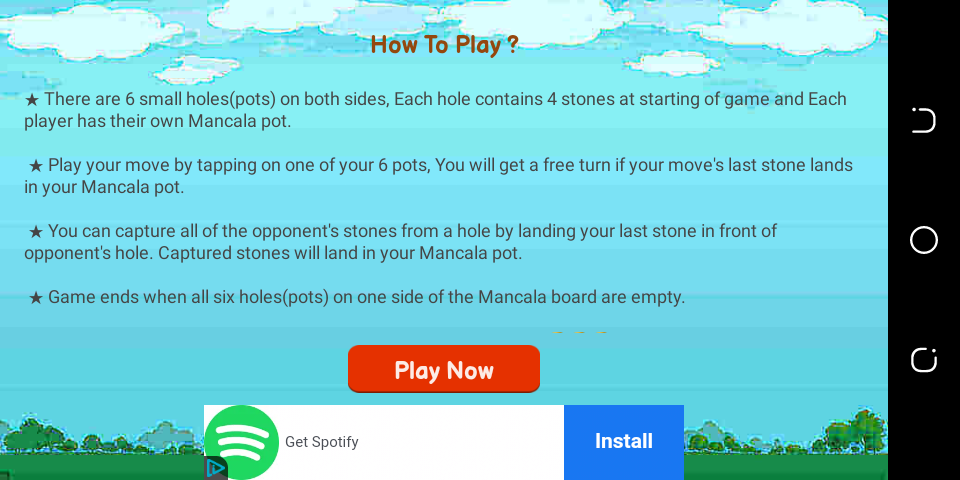 How To Play ?
★ There are 6 small holes(pots) on both sides, Each hole contains 4 stones at starting of game and Each
player has their own Mancala pot.
★ Play your move by tapping on one of your 6 pots, You will get a free turn if your move's last stone lands
in your Mancala pot.
★ You can capture all of the opponent's stones from a hole by landing your last stone in front of
opponent's hole. Captured stones will land in your Mancala pot.
★ Game ends when all six holes(pots) on one side of the Mancala board are empty.
Play Now
Get Spotify
Install